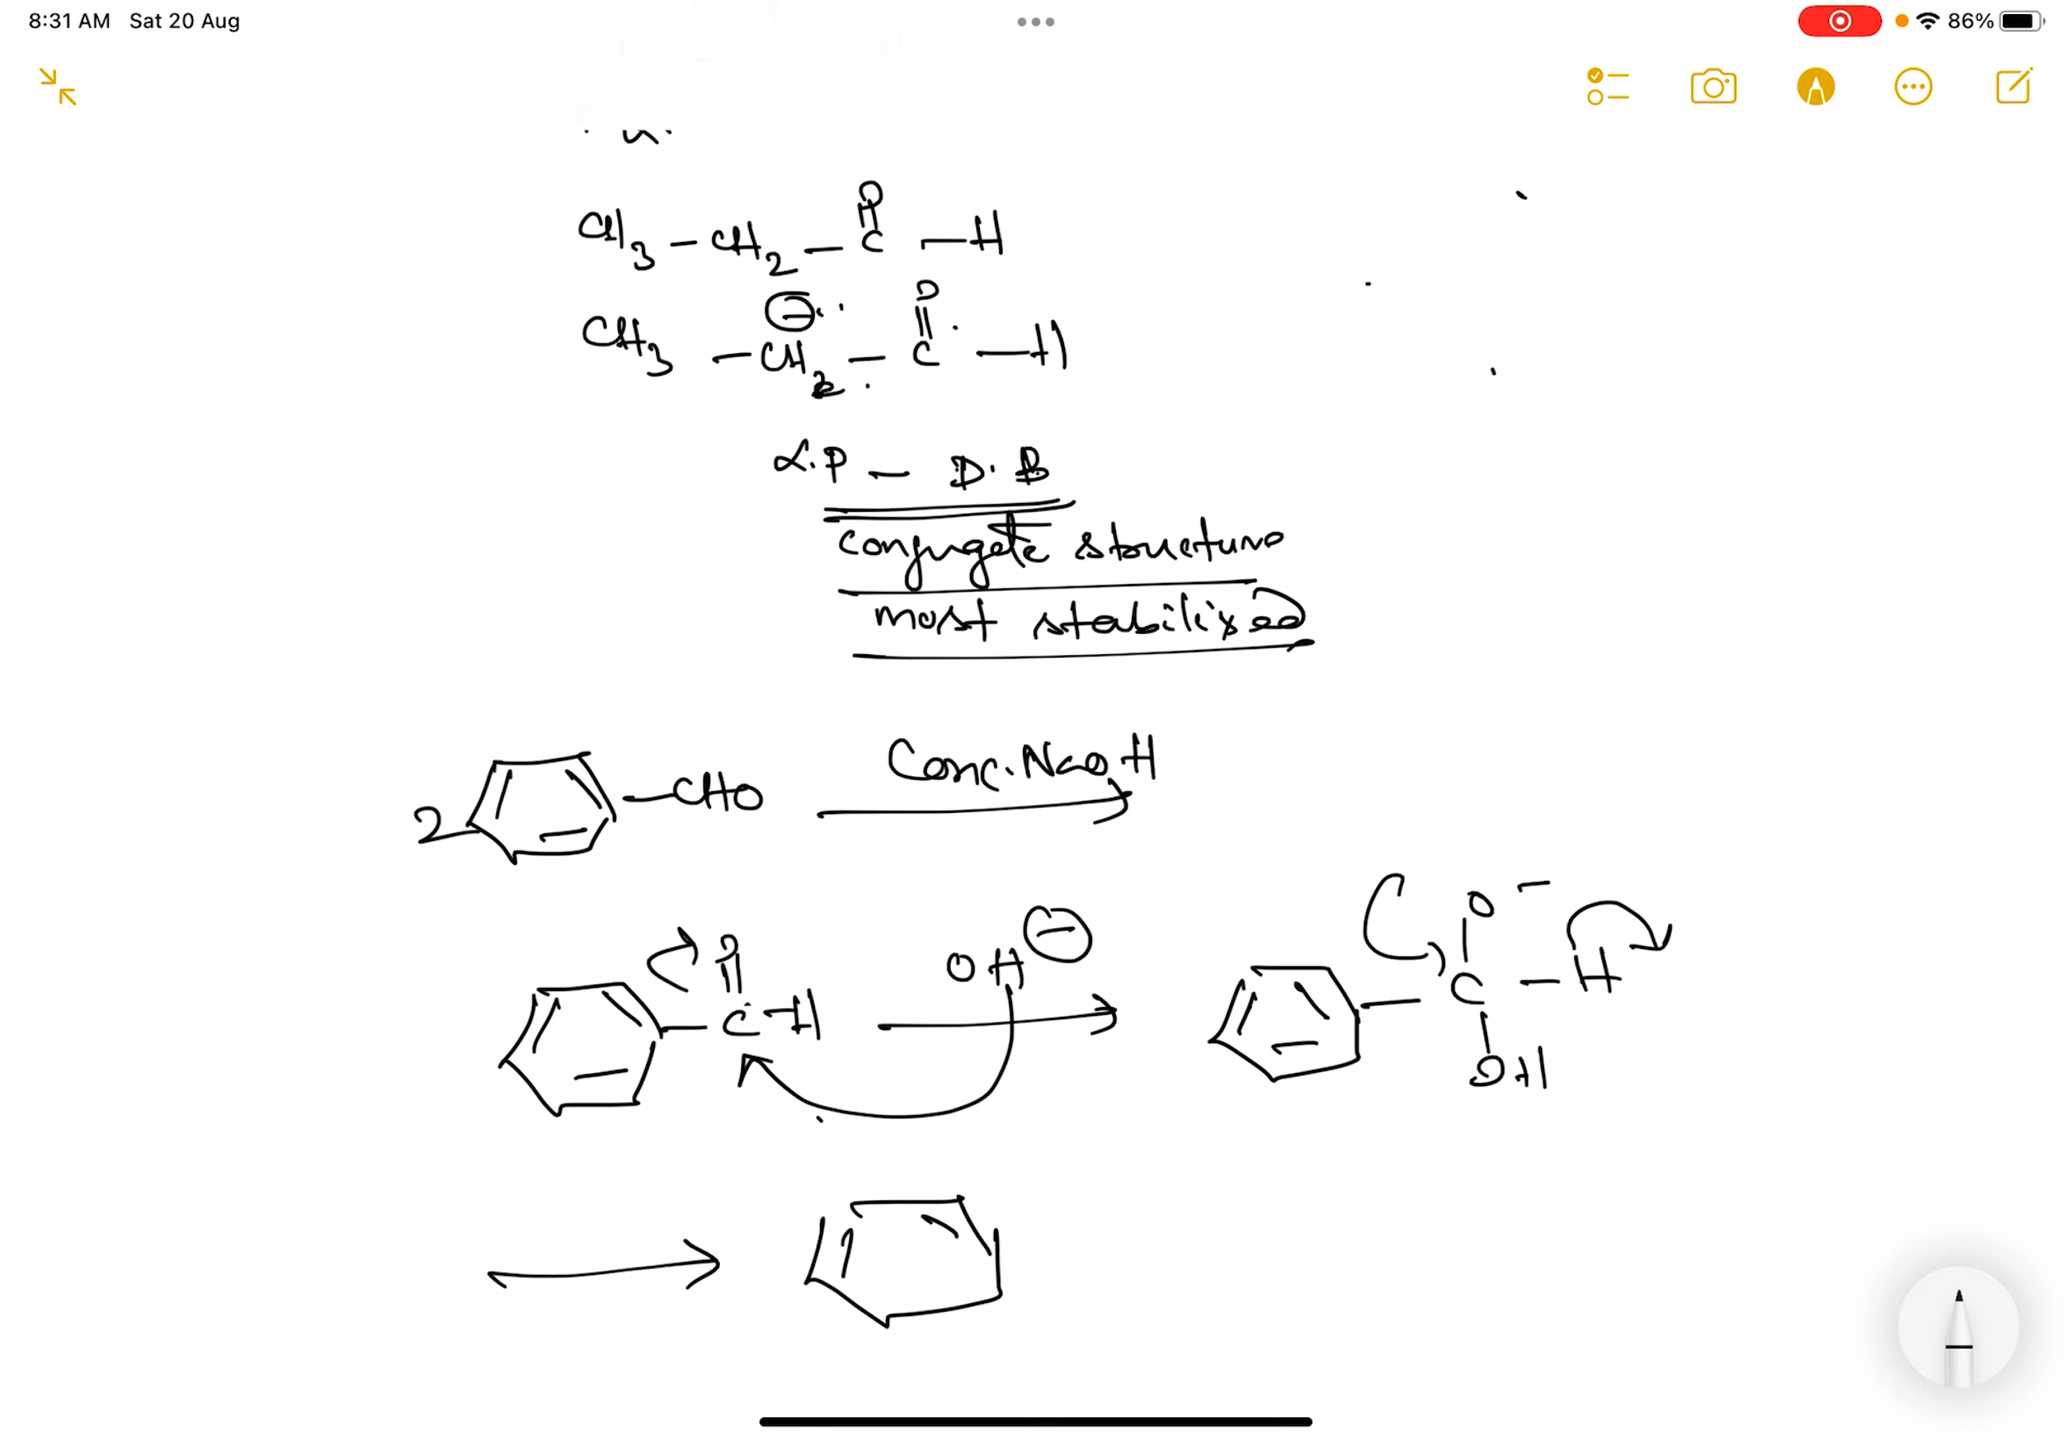 8:31 AM Sat 20 Aug
86%
CH3 - CH2 - C - H
O
CH3 - CH2 - C - H
O
L.P - D.B
conjugate structure
most stabilized
2 -CHO Conc. NaOH
O
C-H
OH
O -
C - H
OH